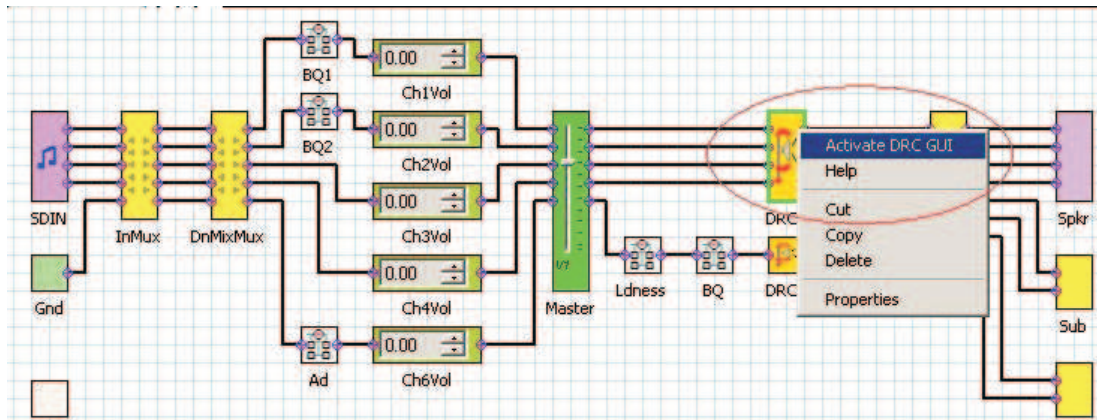 BQ1
0.00
Ch1Vol
BQ2
0.00
Ch2Vol
SDIN
InMux
DnMixMux
0.00
Ch3Vol
Gnd
0.00
Ch4Vol
Ad
0.00
Ch6Vol
Master
Ldness
BQ
DRC
DRC
Activate DRC GUI
Help
Cut
Copy
Delete
Properties
Spkr
Sub